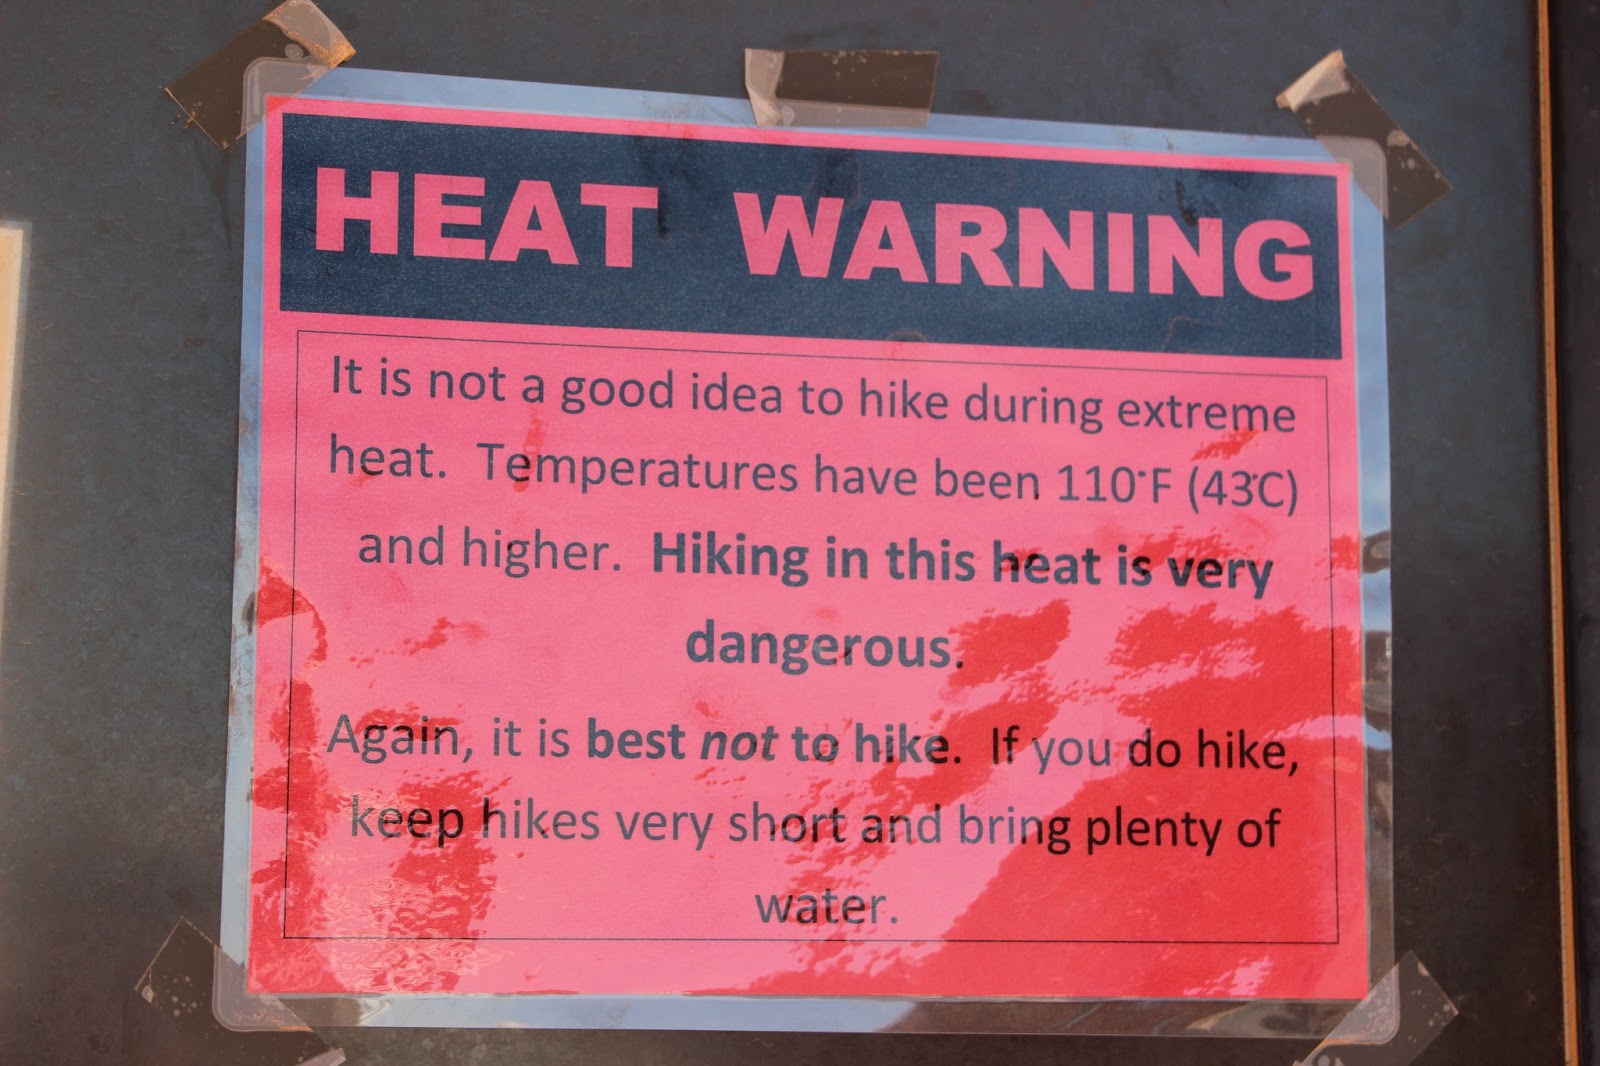 HEAT WARNING
It is not a good idea to hike during extreme
heat. Temperatures have been 110°F (43°C)
and higher. Hiking in this heat is very
dangerous.
Again, it is best not to hike. If you do hike,
keep hikes very short and bring plenty of
water.